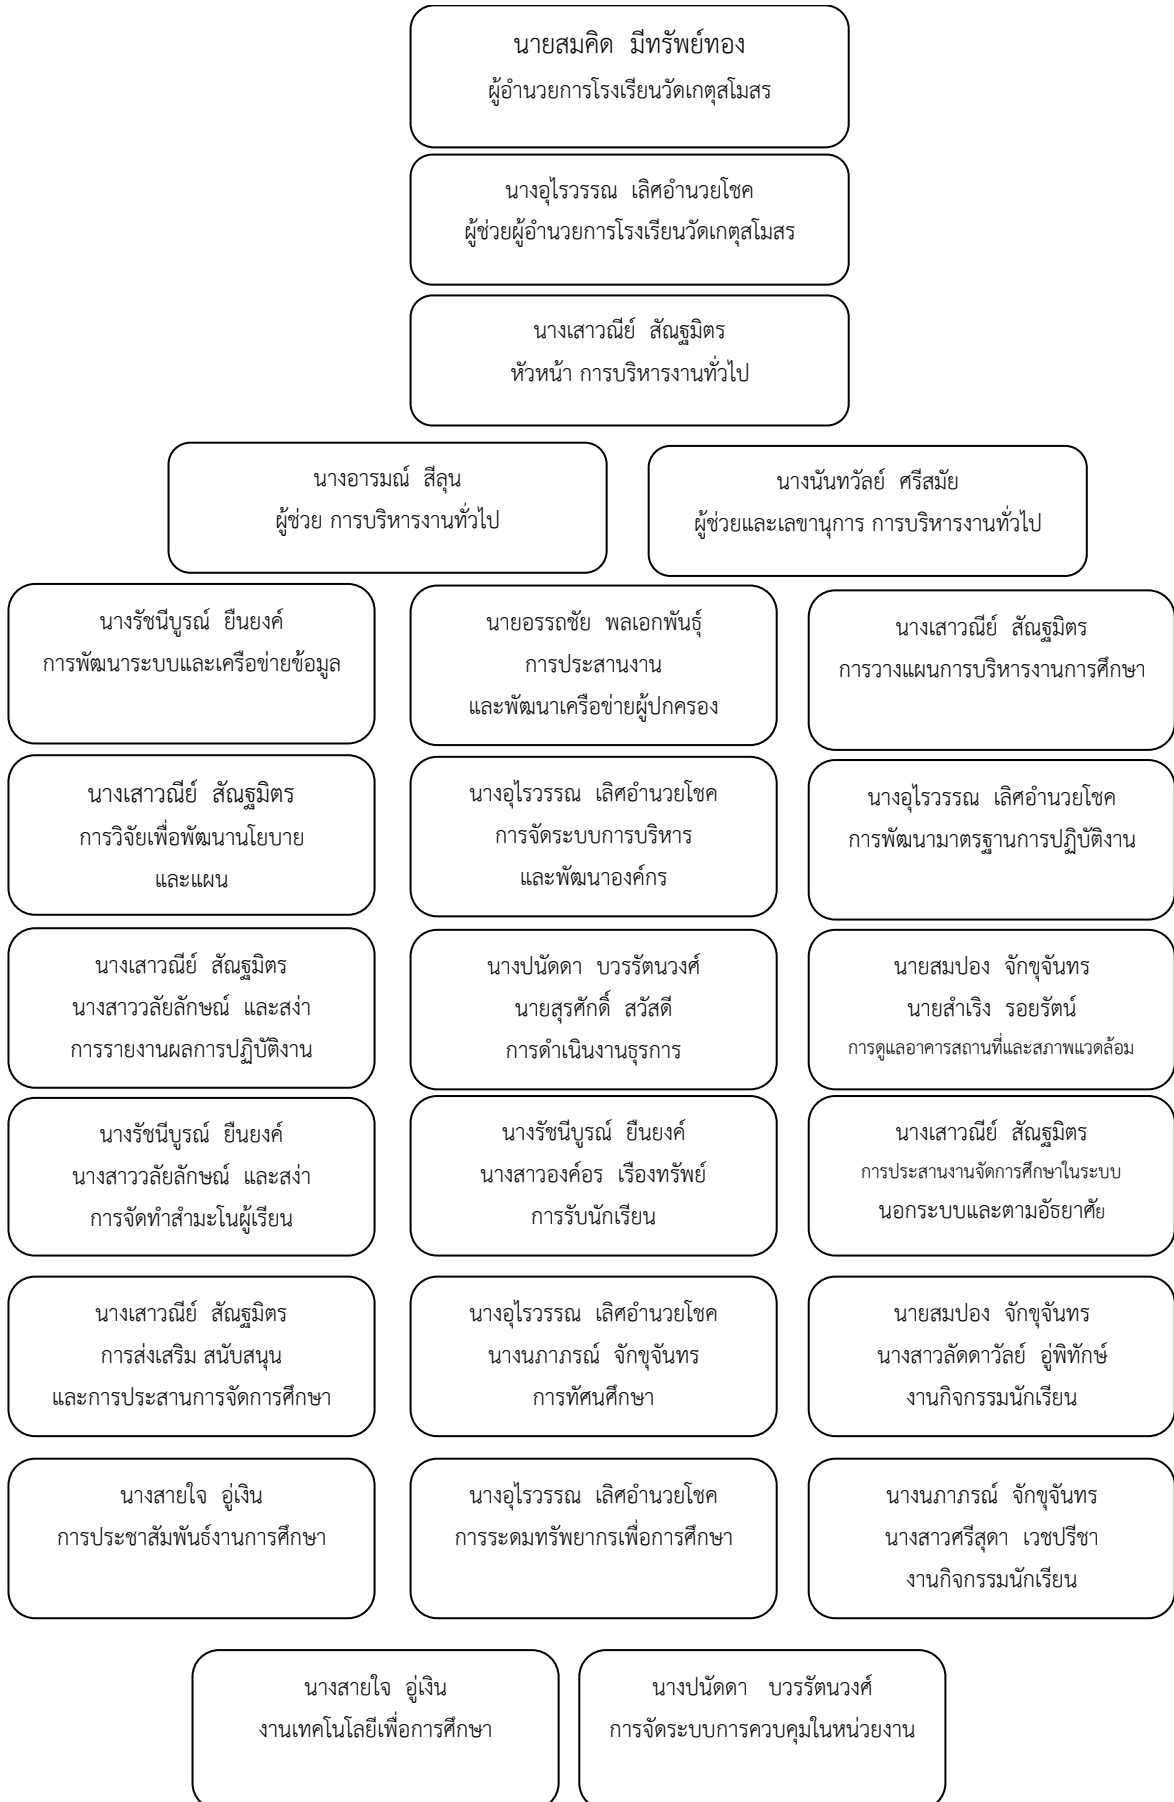 นายสมคิด มีทรัพย์ทอง
ผู้อำนวยการโรงเรียนวัดเกตุสโมสร
นางอุไรวรรณ เลิศอำนวยโชค
ผู้ช่วยผู้อำนวยการโรงเรียนวัดเกตุสโมสร
นางเสาวณีย์ สัณฐมิตร
หัวหน้า การบริหารงานทั่วไป
นางอารมณ์ สีลุน
ผู้ช่วย การบริหารงานทั่วไป
นางนันทวัลย์ ศรีสมัย
ผู้ช่วยและเลขานุการ การบริหารงานทั่วไป
นางรัชนีบูรณ์ ยืนยงค์
การพัฒนาระบบและเครือข่ายข้อมูล
นายอรรถชัย พลเอกพันธุ์
การประสานงาน
และพัฒนาเครือข่ายผู้ปกครอง
นางเสาวณีย์ สัณฐมิตร
การวางแผนการบริหารงานการศึกษา
นางเสาวณีย์ สัณฐมิตร
การวิจัยเพื่อพัฒนานโยบาย
และแผน
นางอุไรวรรณ เลิศอำนวยโชค
การจัดระบบการบริหาร
และพัฒนาองค์กร
นางอุไรวรรณ เลิศอำนวยโชค
การพัฒนามาตรฐานการปฏิบัติงาน
นางเสาวณีย์ สัณฐมิตร
นางสาววลัยลักษณ์ และสง่า
การรายงานผลการปฏิบัติงาน
นางปนัดดา บวรรัตนวงศ์
นายสุรศักดิ์ สวัสดี
การดำเนินงานธุรการ
นายสมปอง จักขุจันทร
นายสำเริง รอยรัตน์
การดูแลอาคารสถานที่และสภาพแวดล้อม
นางรัชนีบูรณ์ ยืนยงค์
นางสาววลัยลักษณ์ และสง่า
การจัดทำสำมะโนผู้เรียน
นางรัชนีบูรณ์ ยืนยงค์
นางสาวองค์อร เรืองทรัพย์
การรับนักเรียน
นางเสาวณีย์ สัณฐมิตร
การประสานงานจัดการศึกษาในระบบ
นอกระบบและตามอัธยาศัย
นางเสาวณีย์ สัณฐมิตร
การส่งเสริม สนับสนุน
และการประสานการจัดการศึกษา
นางอุไรวรรณ เลิศอำนวยโชค
นางนภาภรณ์ จักขุจันทร
การทัศนศึกษา
นายสมปอง จักขุจันทร
นางสาวลัดดาวัลย์ อู่พิทักษ์
งานกิจกรรมนักเรียน
นางสายใจ อู่เงิน
การประชาสัมพันธ์งานการศึกษา
นางอุไรวรรณ เลิศอำนวยโชค
การระดมทรัพยากรเพื่อการศึกษา
นางนภาภรณ์ จักขุจันทร
นางสาวศรีสุดา เวชปรีชา
งานกิจกรรมนักเรียน
นางสายใจ อู่เงิน
งานเทคโนโลยีเพื่อการศึกษา
นางปนัดดา บวรรัตนวงศ์
การจัดระบบการควบคุมในหน่วยงาน